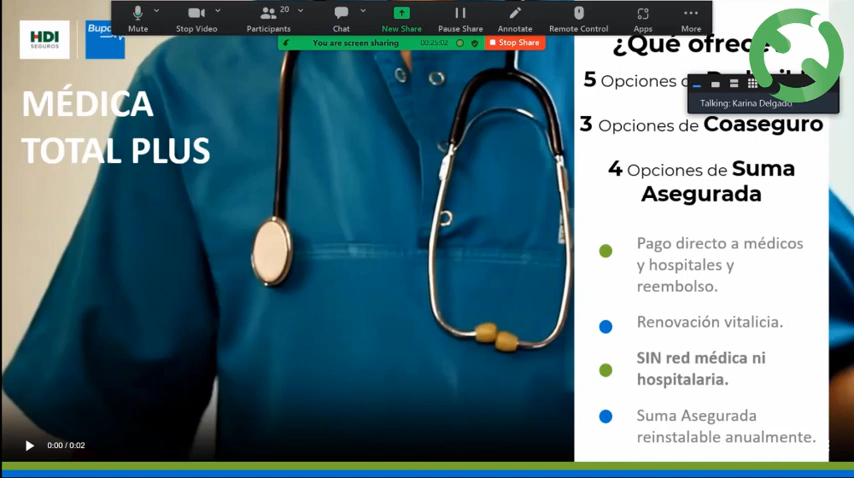 20
Mute
Stop Video
Participants
Chat
New Share
Pause Share
Annotate
Remote Control
Apps
More
You are screen sharing
00:25:02
Stop Share
HDI
SEGUROS
Bupa
MÉDICA
TOTAL PLUS
¿Qué ofrece
5 Opciones
Talking: Karina Delgado
3 Opciones de Coaseguro
4 Opciones de Suma
Asegurada
Pago directo a médicos
y hospitales y
reembolso.
Renovación vitalicia.
SIN red médica ni
hospitalaria.
Suma Asegurada
reinstalable anualmente.
0:00 / 0:02